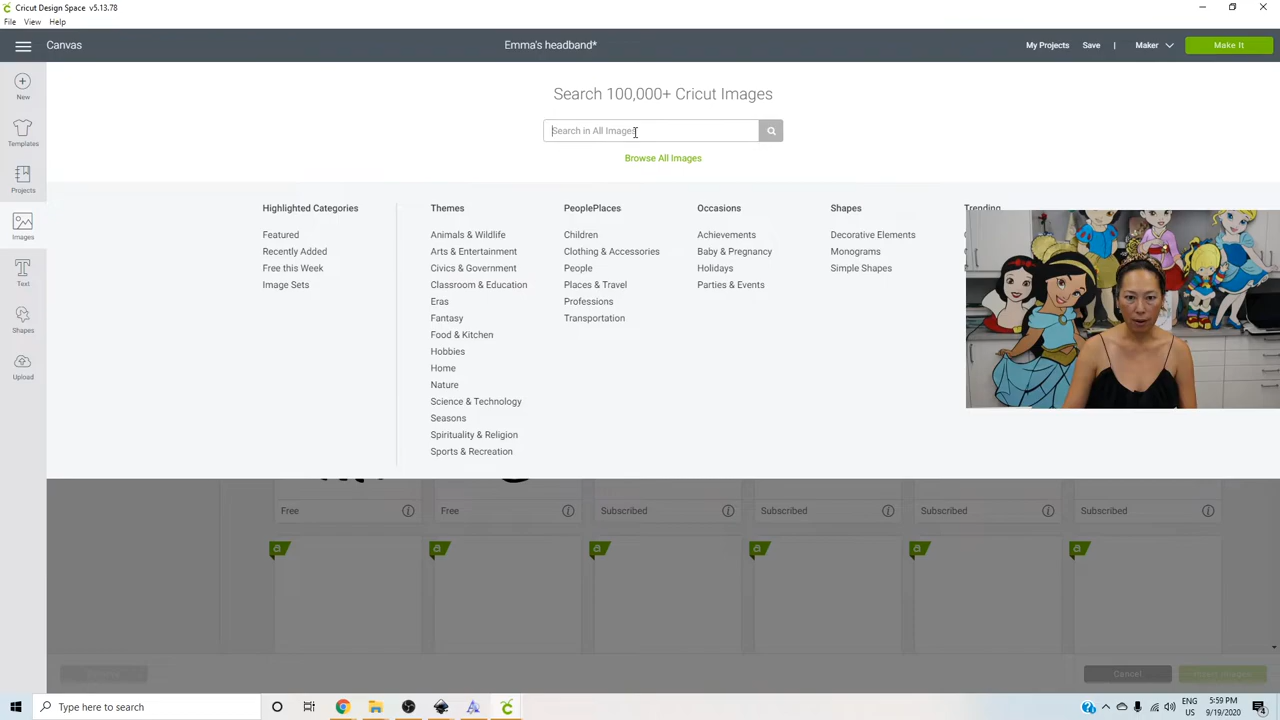 Cricut Design Space v5.13.78
File View Help
Canvas
Emma's headband*
My Projects Save | Maker Make It
New
Templates
Projects
Images
Text
Shapes
Upload
Search 100,000+ Cricut Images
Search in All Images
Browse All Images
Highlighted Categories
Featured
Recently Added
Free this Week
Image Sets
Themes
Animals & Wildlife
Arts & Entertainment
Civics & Government
Classroom & Education
Eras
Fantasy
Food & Kitchen
Hobbies
Home
Nature
Science & Technology
Seasons
Spirituality & Religion
Sports & Recreation
PeoplePlaces
Children
Clothing & Accessories
People
Places & Travel
Professions
Transportation
Occasions
Achievements
Baby & Pregnancy
Holidays
Parties & Events
Shapes
Decorative Elements
Monograms
Simple Shapes
Trending
Free Free Subscribed Subscribed Subscribed Subscribed
a a a a a a
Cancel Insert Images
Type here to search
ENG 5:59 PM
US 9/19/2020
4